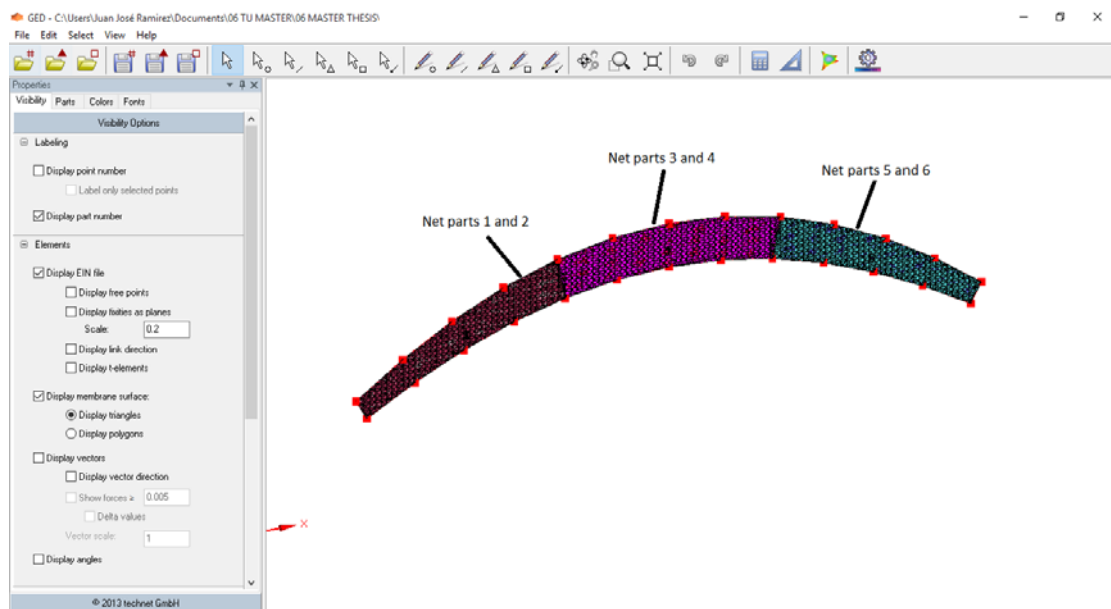 GED - C:\Users\Juan José Ramirez\Documents\06 TU MASTER\06 MASTER THESIS\
File Edit Select View Help
Properties
Visibility Parts Colors Fonts
Visibility Options
Labeling
Display point number
Label only selected points
Display part number
Elements
Display EIN file
Display free points
Display fixities as planes
Scale: 0.2
Display link direction
Display t-elements
Display membrane surface:
Display triangles
Display polygons
Display vectors
Display vector direction
Show forces ≥ 0.005
Delta values
Vector scale: 1
Display angles
© 2013 technet GmbH
Net parts 1 and 2
Net parts 3 and 4
Net parts 5 and 6
X